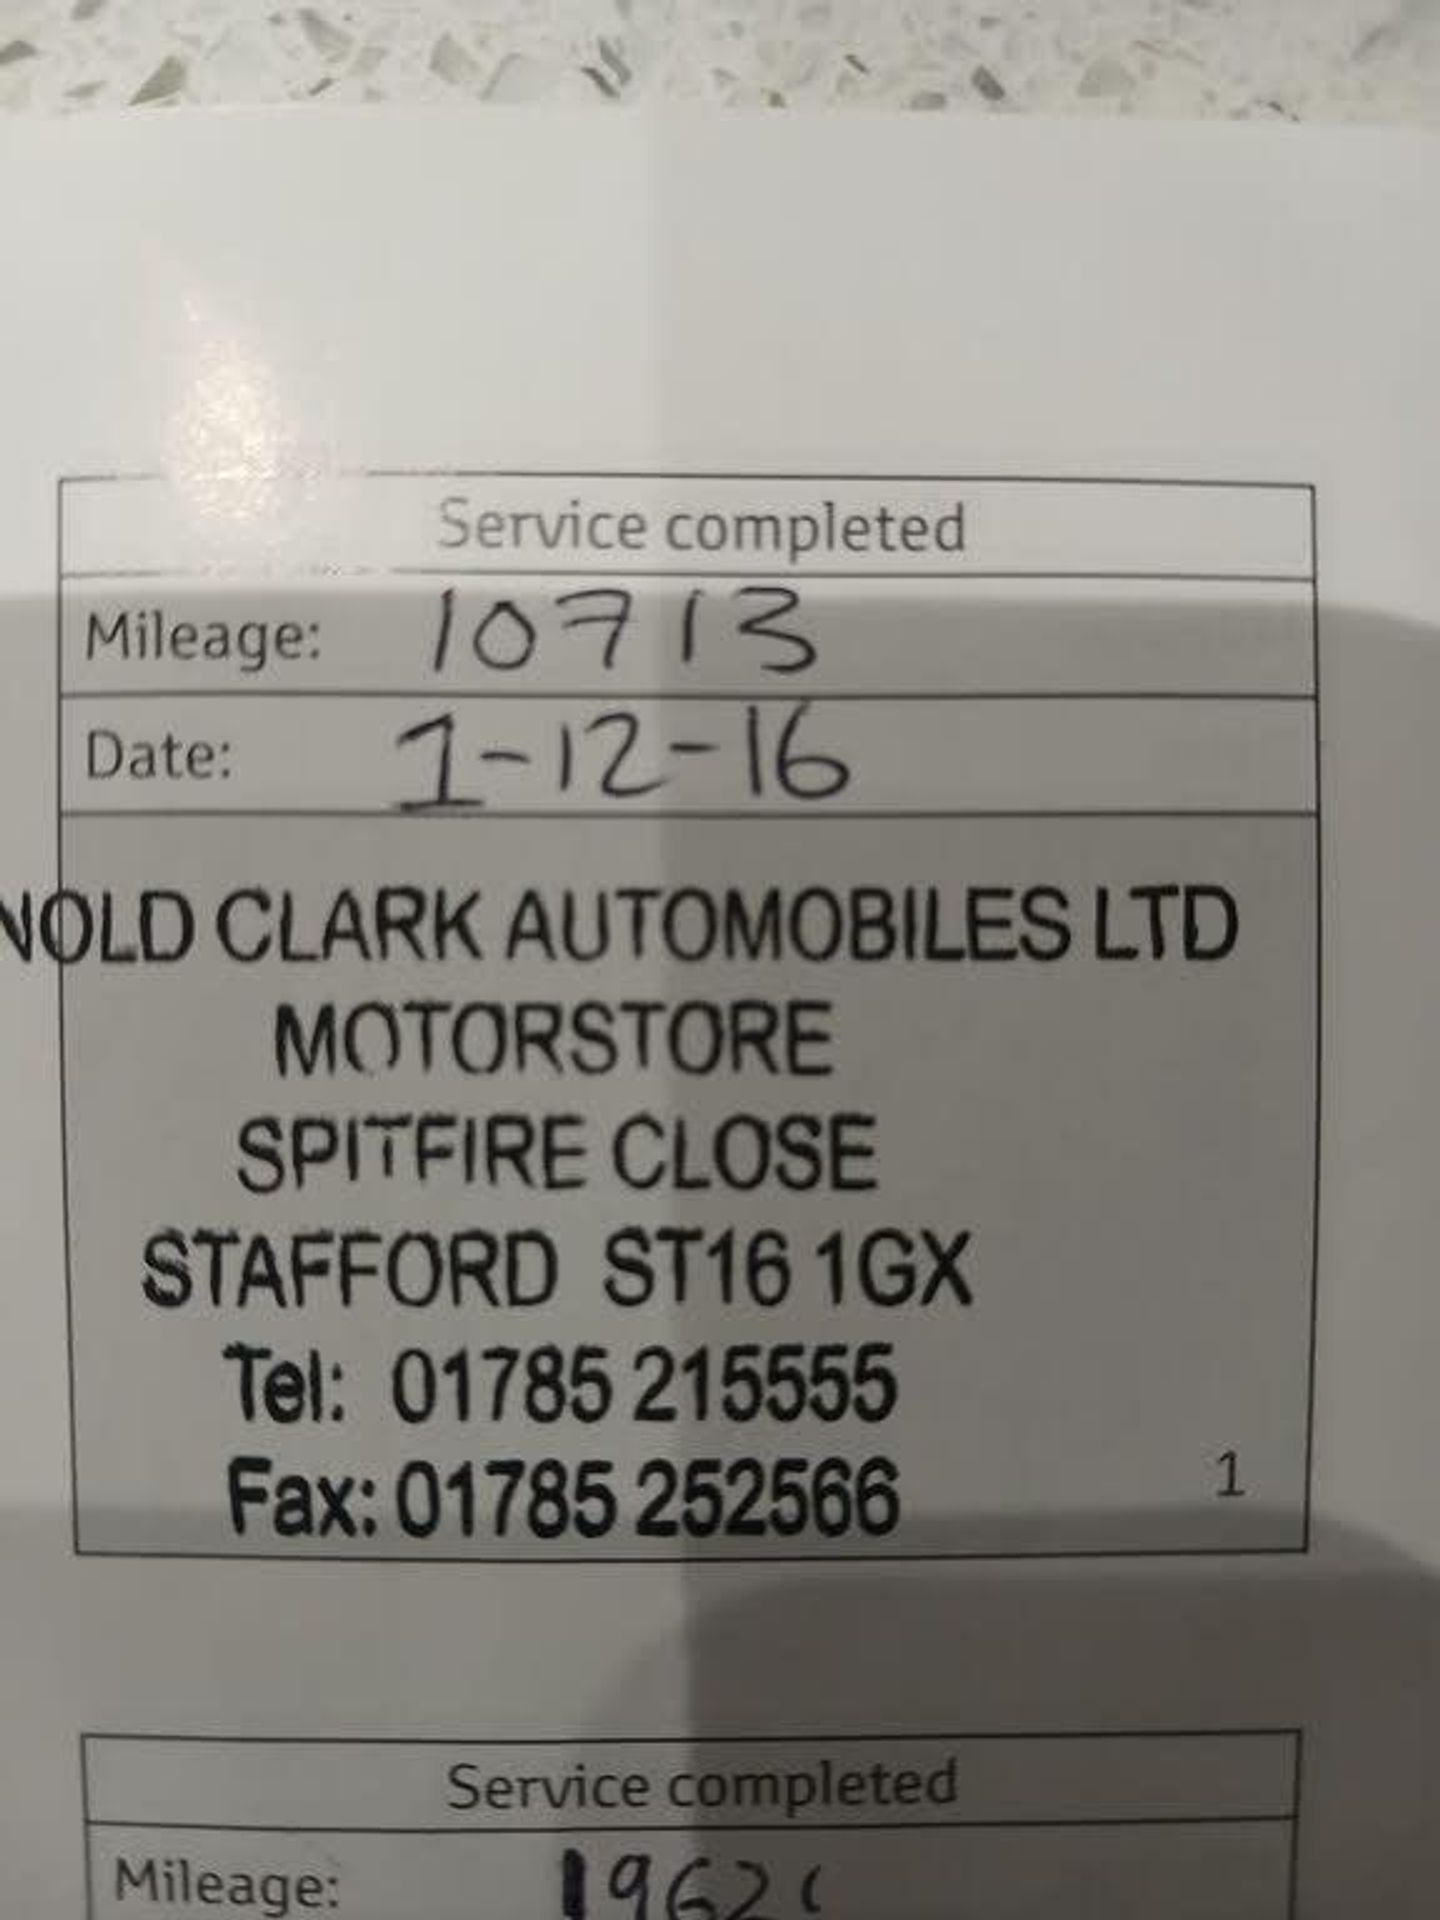 Service completed
Mileage: 10713
Date: 1-12-16
NOLD CLARK AUTOMOBILES LTD
MOTORSTORE
SPITFIRE CLOSE
STAFFORD ST16 1GX
Tel: 01785 215555
Fax: 01785 252566
1
Service completed
Mileage: